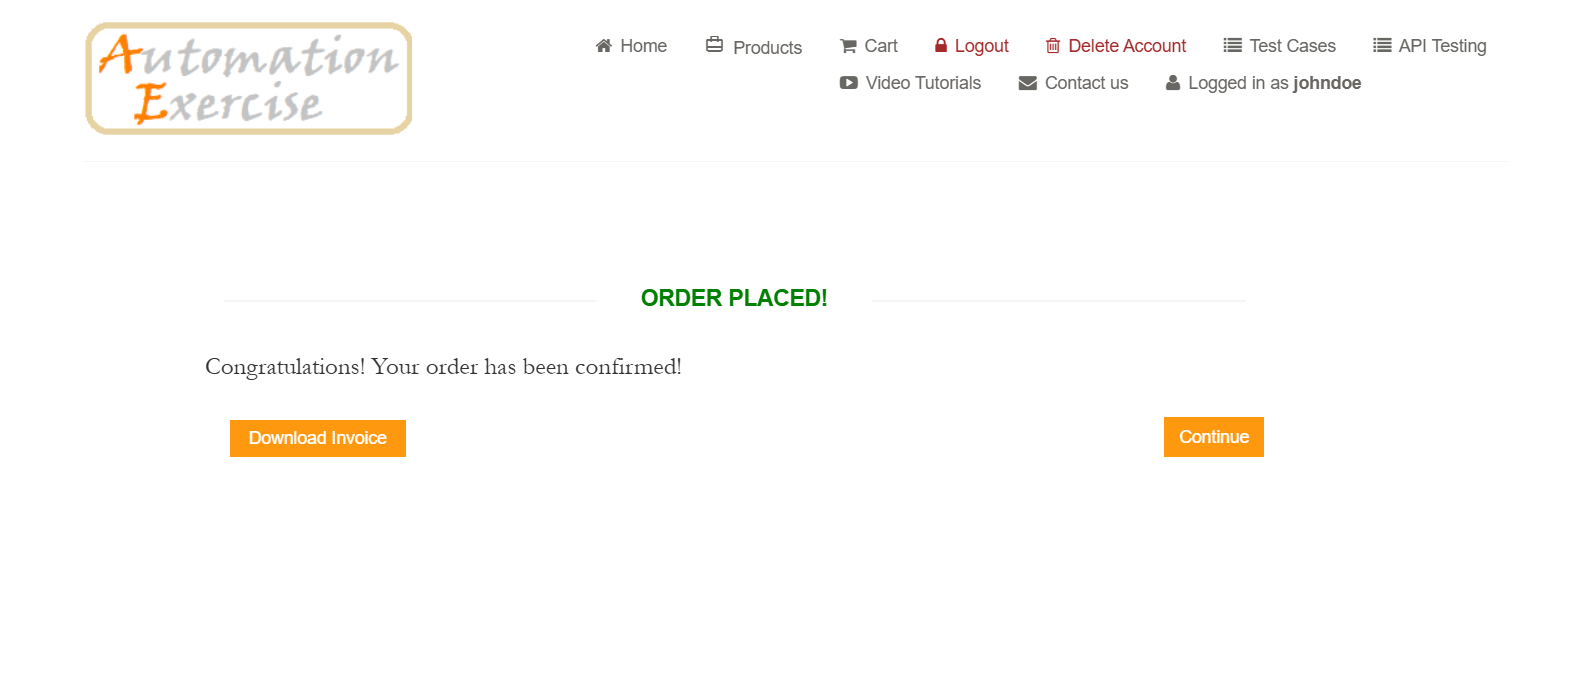 Automation
Exercise
Home Products Cart Logout Delete Account Test Cases API Testing
Video Tutorials Contact us Logged in as johndoe
ORDER PLACED!
Congratulations! Your order has been confirmed!
Download Invoice Continue